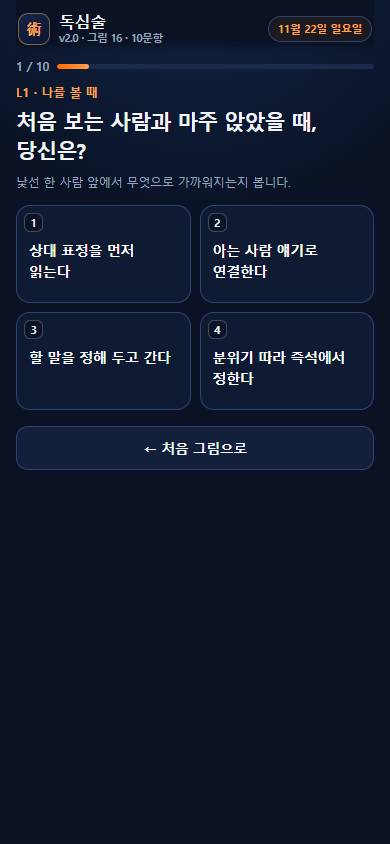 術
독심술
v2.0 · 그림 16 · 10문항
11월 22일 일요일
1 / 10
L1 · 나를 볼 때
처음 보는 사람과 마주 앉았을 때,
당신은?
낯선 한 사람 앞에서 무엇으로 가까워지는지 봅니다.
1
상대 표정을 먼저
읽는다
2
아는 사람 얘기로
연결한다
3
할 말을 정해 두고 간다
4
분위기 따라 즉석에서
정한다
← 처음 그림으로